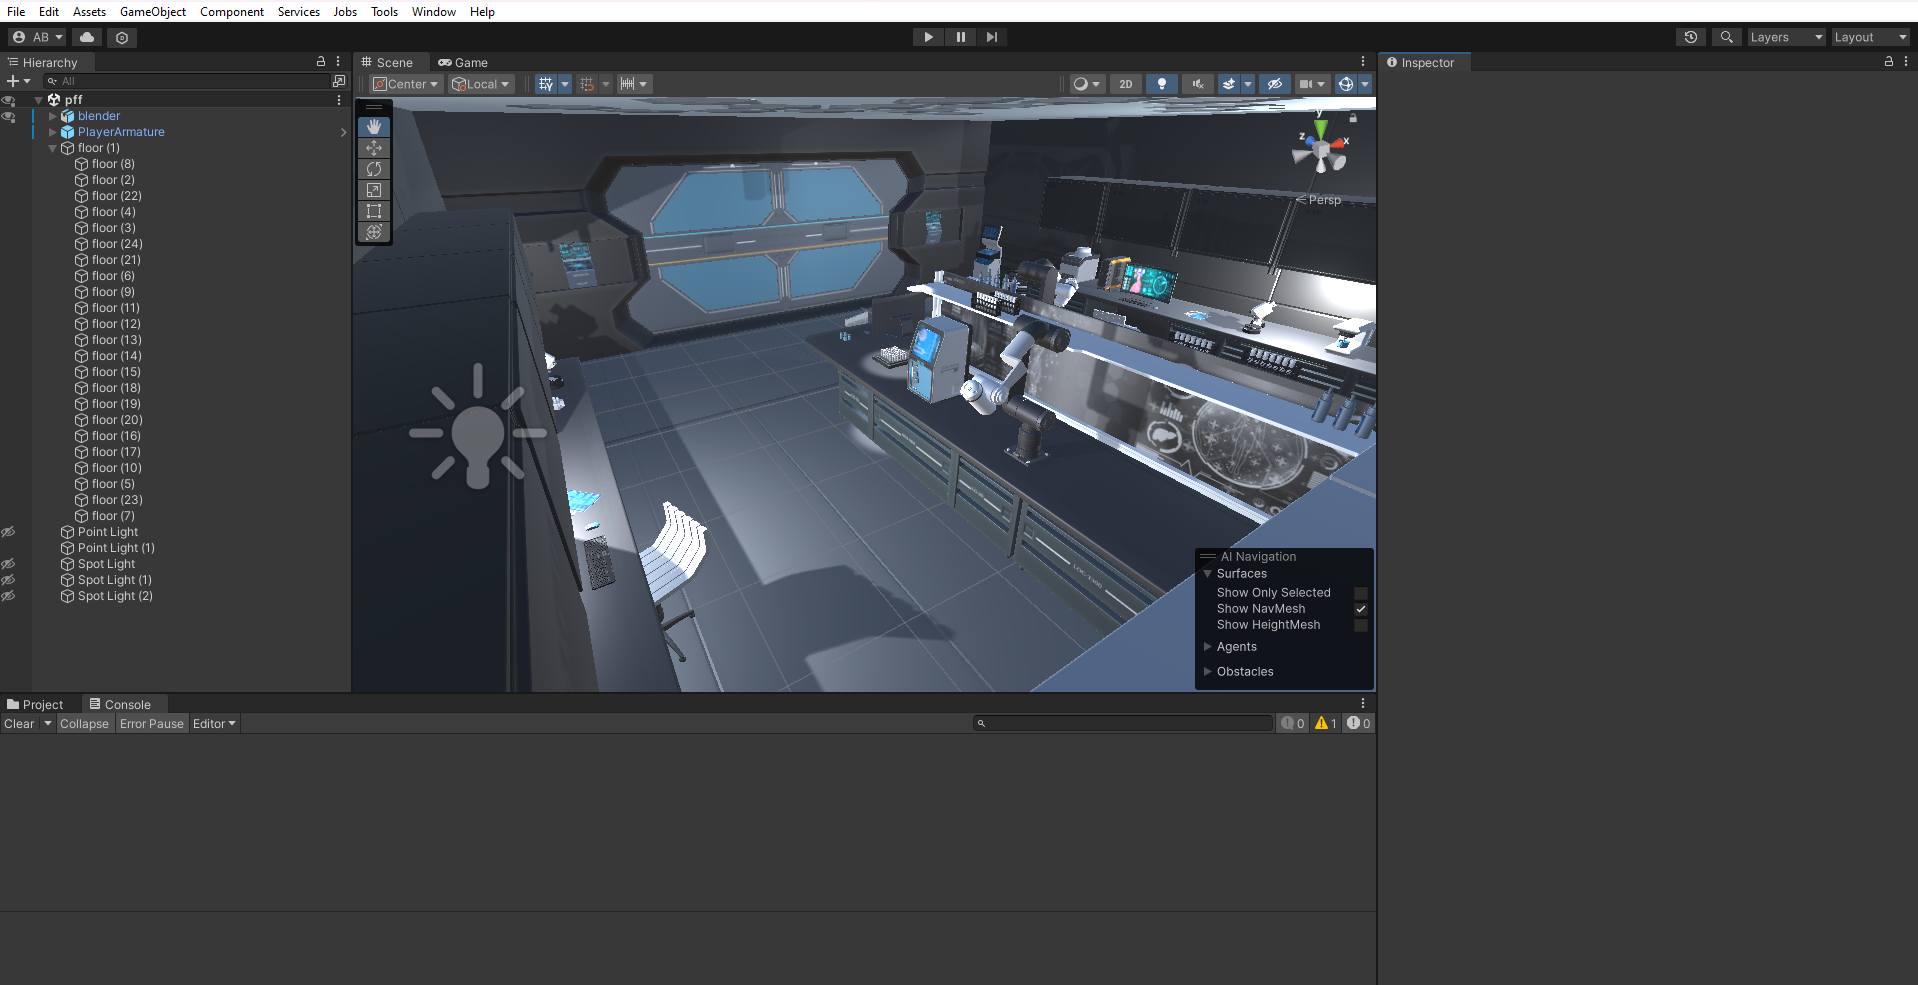 File Edit Assets GameObject Component Services Jobs Tools Window Help
AB Layers Layout
Hierarchy
All
pff
blender
PlayerArmature
floor (1)
floor (8)
floor (2)
floor (22)
floor (4)
floor (3)
floor (24)
floor (21)
floor (6)
floor (9)
floor (11)
floor (12)
floor (13)
floor (14)
floor (15)
floor (18)
floor (19)
floor (20)
floor (16)
floor (17)
floor (10)
floor (5)
floor (23)
floor (7)
Point Light
Point Light (1)
Spot Light
Spot Light (1)
Spot Light (2)
Scene Game
Center Local 2D
y
z x
Persp
AI Navigation
Surfaces
Show Only Selected
Show NavMesh
Show HeightMesh
Agents
Obstacles
Inspector
Project Console
Clear Collapse Error Pause Editor 0 1 0